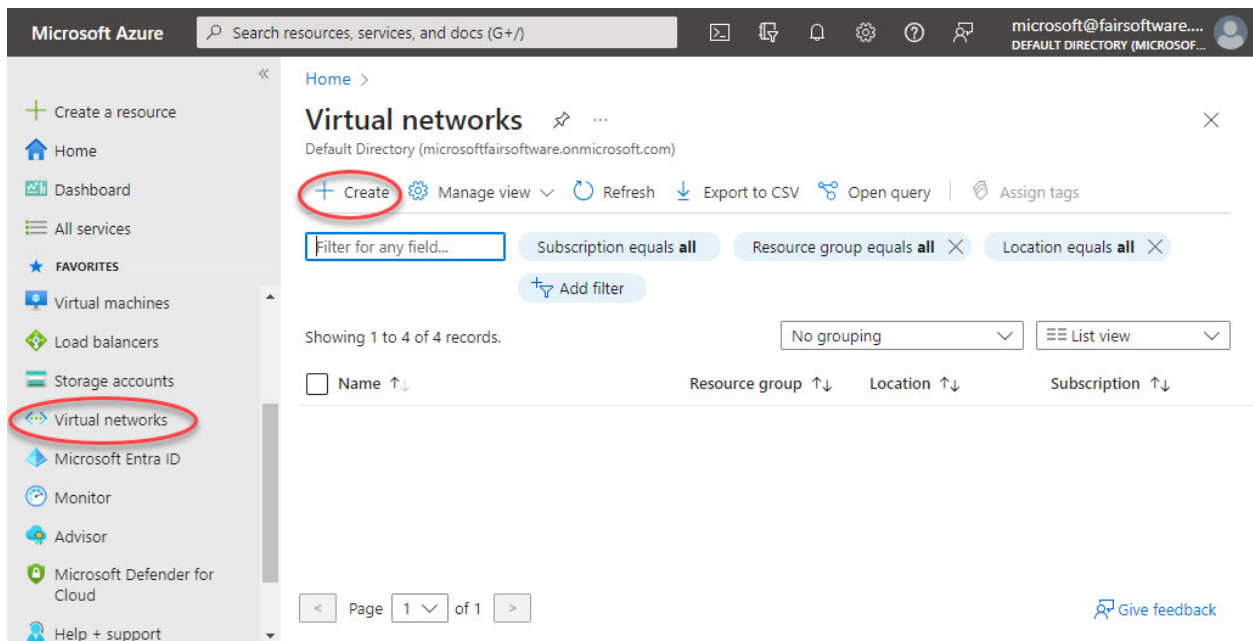 Microsoft Azure
Search resources, services, and docs (G+/)
microsoft@fairsoftware....
DEFAULT DIRECTORY (MICROSOF...
Create a resource
Home
Dashboard
All services
FAVORITES
Virtual machines
Load balancers
Storage accounts
Virtual networks
Microsoft Entra ID
Monitor
Advisor
Microsoft Defender for
Cloud
Help + support
Home >
Virtual networks
Default Directory (microsoftfairsoftware.onmicrosoft.com)
Create Manage view Refresh Export to CSV Open query Assign tags
Filter for any field... Subscription equals all Resource group equals all Location equals all
Add filter
Showing 1 to 4 of 4 records. No grouping List view
Name Resource group Location Subscription
< Page 1 of 1 > Give feedback